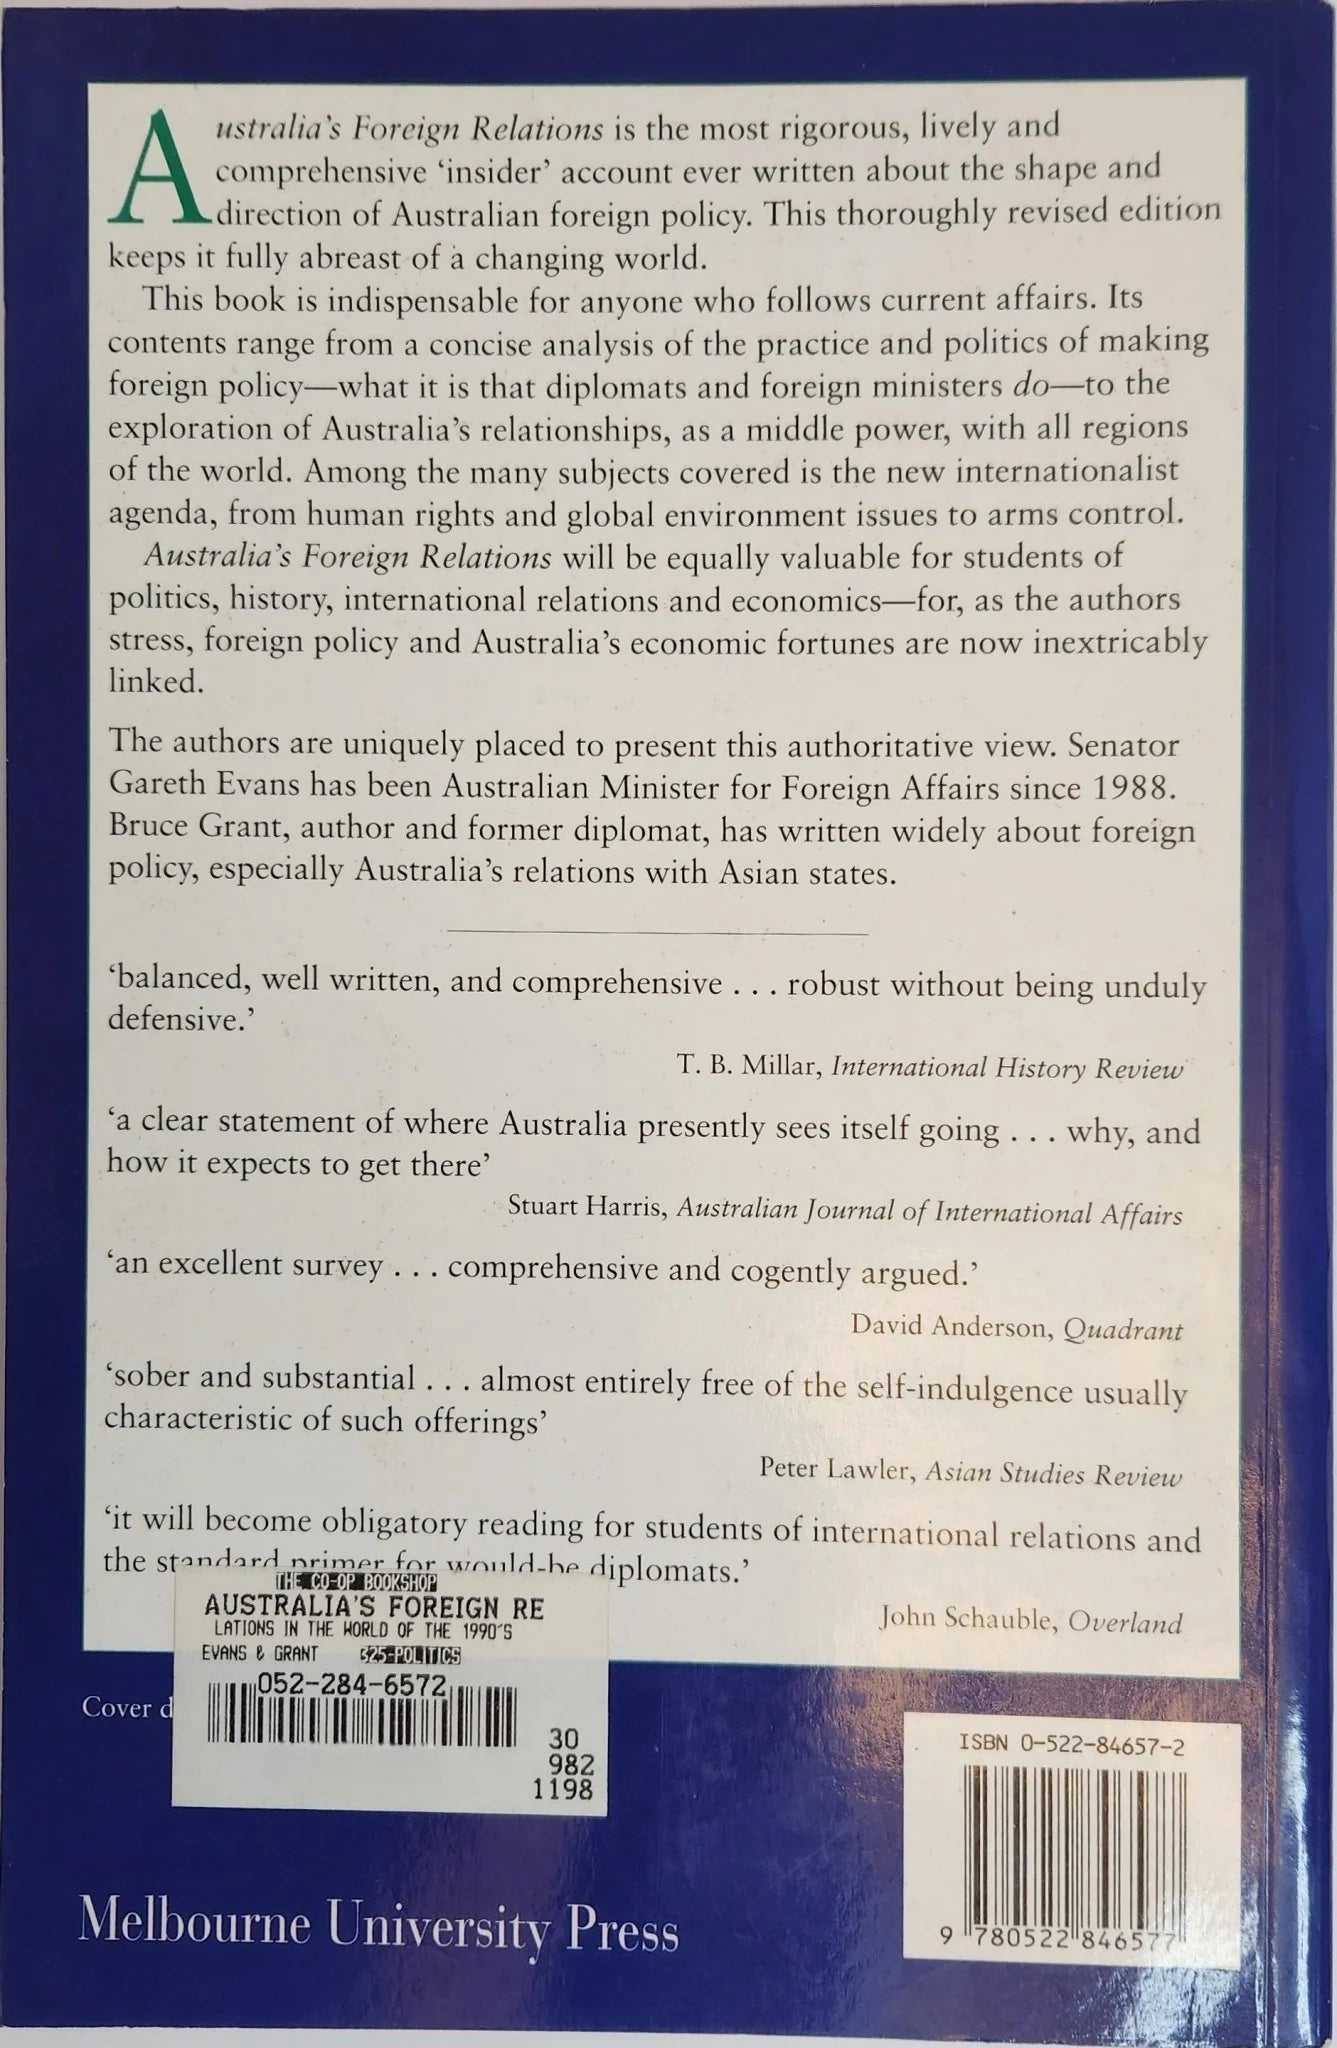 Australia's Foreign Relations is the most rigorous, lively and
comprehensive ‘insider’ account ever written about the shape and
direction of Australian foreign policy. This thoroughly revised edition
keeps it fully abreast of a changing world.
This book is indispensable for anyone who follows current affairs. Its
contents range from a concise analysis of the practice and politics of making
foreign policy—what it is that diplomats and foreign ministers do—to the
exploration of Australia's relationships, as a middle power, with all regions
of the world. Among the many subjects covered is the new internationalist
agenda, from human rights and global environment issues to arms control.
Australia's Foreign Relations will be equally valuable for students of
politics, history, international relations and economics—for, as the authors
stress, foreign policy and Australia's economic fortunes are now inextricably
linked.
The authors are uniquely placed to present this authoritative view. Senator
Gareth Evans has been Australian Minister for Foreign Affairs since 1988.
Bruce Grant, author and former diplomat, has written widely about foreign
policy, especially Australia's relations with Asian states.
‘balanced, well written, and comprehensive . . . robust without being unduly
defensive.’
T. B. Millar, International History Review
‘a clear statement of where Australia presently sees itself going . . . why, and
how it expects to get there’
Stuart Harris, Australian Journal of International Affairs
‘an excellent survey . . . comprehensive and cogently argued.’
David Anderson, Quadrant
‘sober and substantial . . . almost entirely free of the self-indulgence usually
characteristic of such offerings’
Peter Lawler, Asian Studies Review
‘it will become obligatory reading for students of international relations and
the standard primer for would-be diplomats.’
John Schauble, Overland
THE CO-OP BOOKSHOP
AUSTRALIA'S FOREIGN RE
LATIONS IN THE WORLD OF THE 1990'S
EVANS & GRANT 325-POLITICS
052-284-6572
30
982
1198
Cover d
ISBN 0-522-84657-2
9 780522 846577
Melbourne University Press